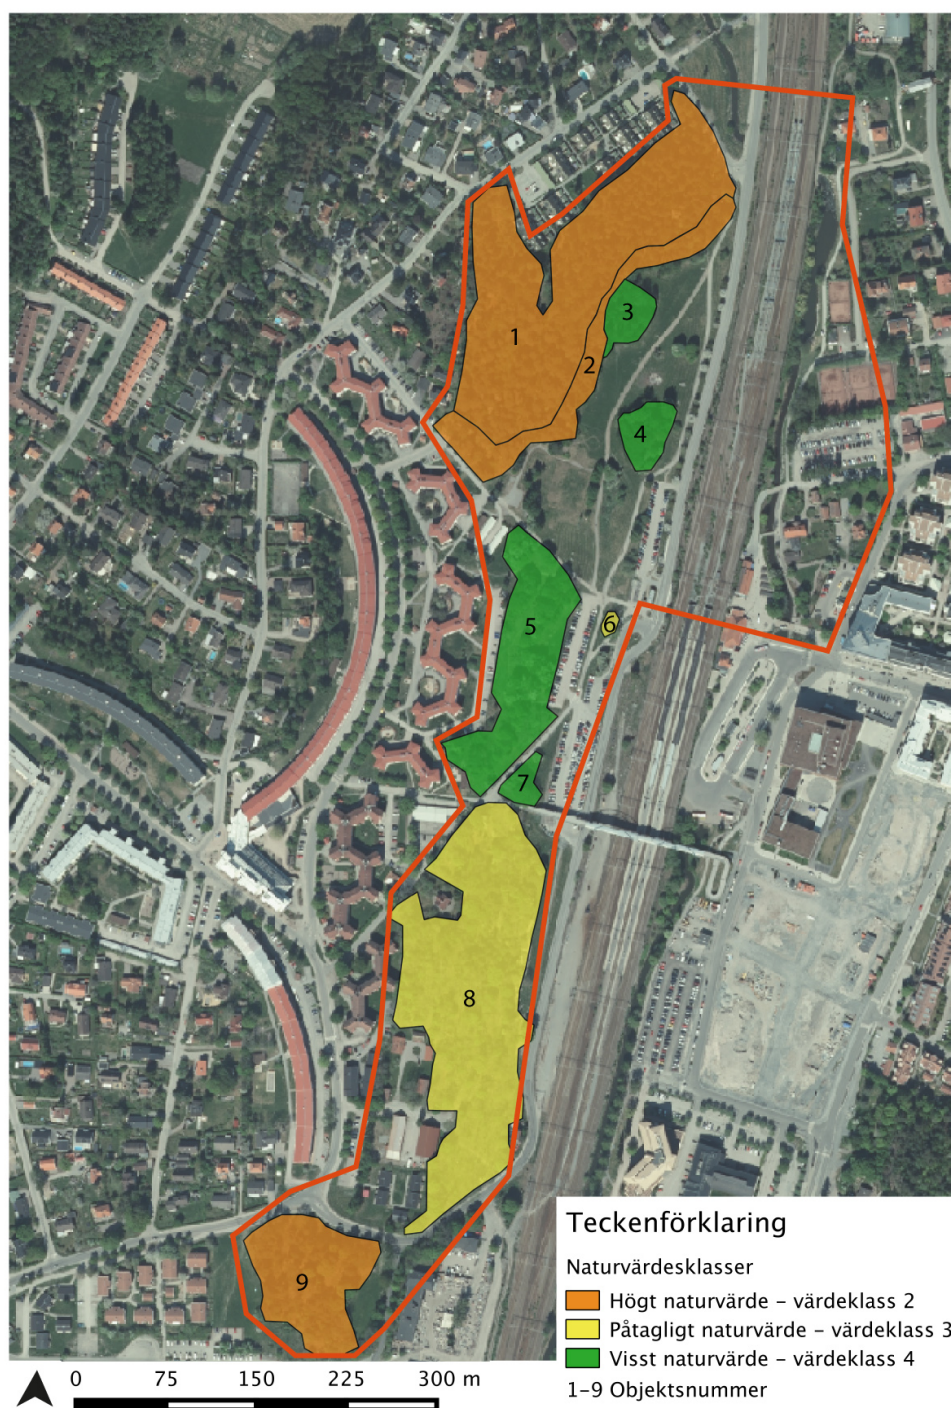 1
2
3
4
5
6
7
8
9
Teckenförklaring
Naturvärdesklasser
Högt naturvärde – värdeklass 2
Påtagligt naturvärde – värdeklass 3
Visst naturvärde – värdeklass 4
1–9 Objektsnummer
0 75 150 225 300 m